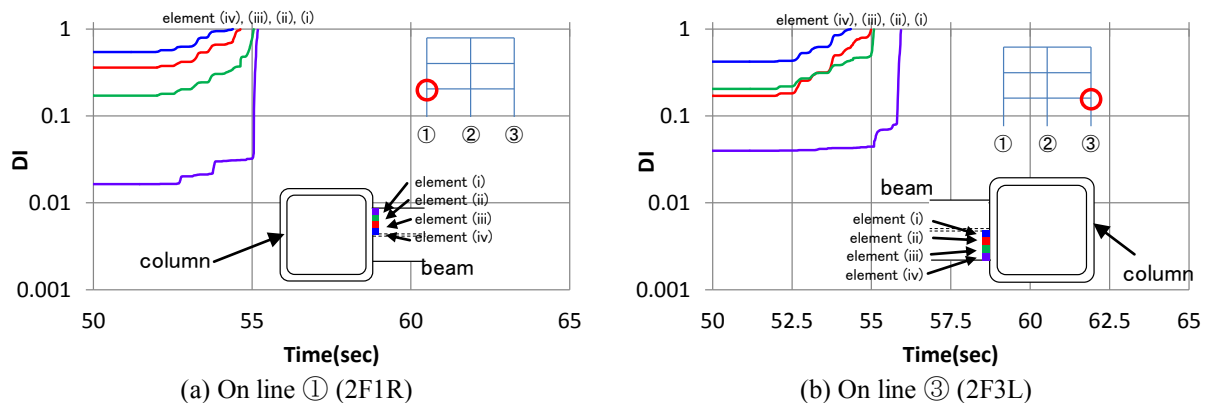 element (iv), (iii), (ii), (i)
1
0.1
0.01
0.001
DI
① ② ③
element (i)
element (ii)
element (iii)
element (iv)
column
beam
50 55 60 65
Time(sec)
(a) On line ① (2F1R)
element (iv), (iii), (ii), (i)
1
0.1
0.01
0.001
DI
① ② ③
beam
element (i)
element (ii)
element (iii)
element (iv)
column
50 52.5 55 57.5 60 62.5 65
Time(sec)
(b) On line ③ (2F3L)